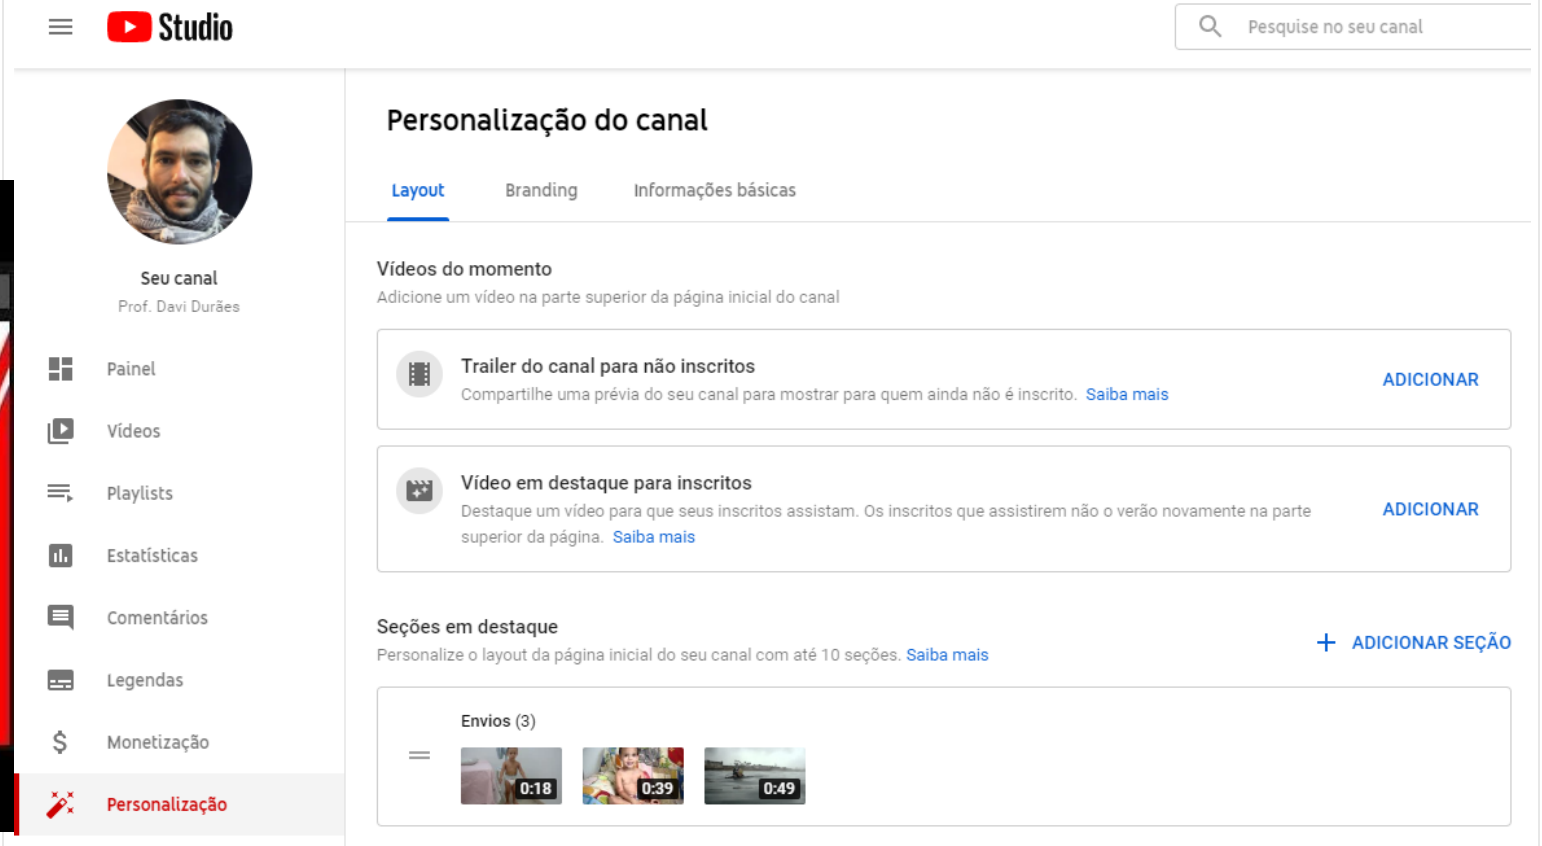 Studio
Pesquise no seu canal
Seu canal
Prof. Davi Durães
Painel
Vídeos
Playlists
Estatísticas
Comentários
Legendas
Monetização
Personalização
Personalização do canal
Layout
Branding
Informações básicas
Vídeos do momento
Adicione um vídeo na parte superior da página inicial do canal
Trailer do canal para não inscritos
Compartilhe uma prévia do seu canal para mostrar para quem ainda não é inscrito. Saiba mais
ADICIONAR
Vídeo em destaque para inscritos
Destaque um vídeo para que seus inscritos assistam. Os inscritos que assistirem não o verão novamente na parte
superior da página. Saiba mais
ADICIONAR
Seções em destaque
Personalize o layout da página inicial do seu canal com até 10 seções. Saiba mais
+ ADICIONAR SEÇÃO
Envios (3)
0:18
0:39
0:49